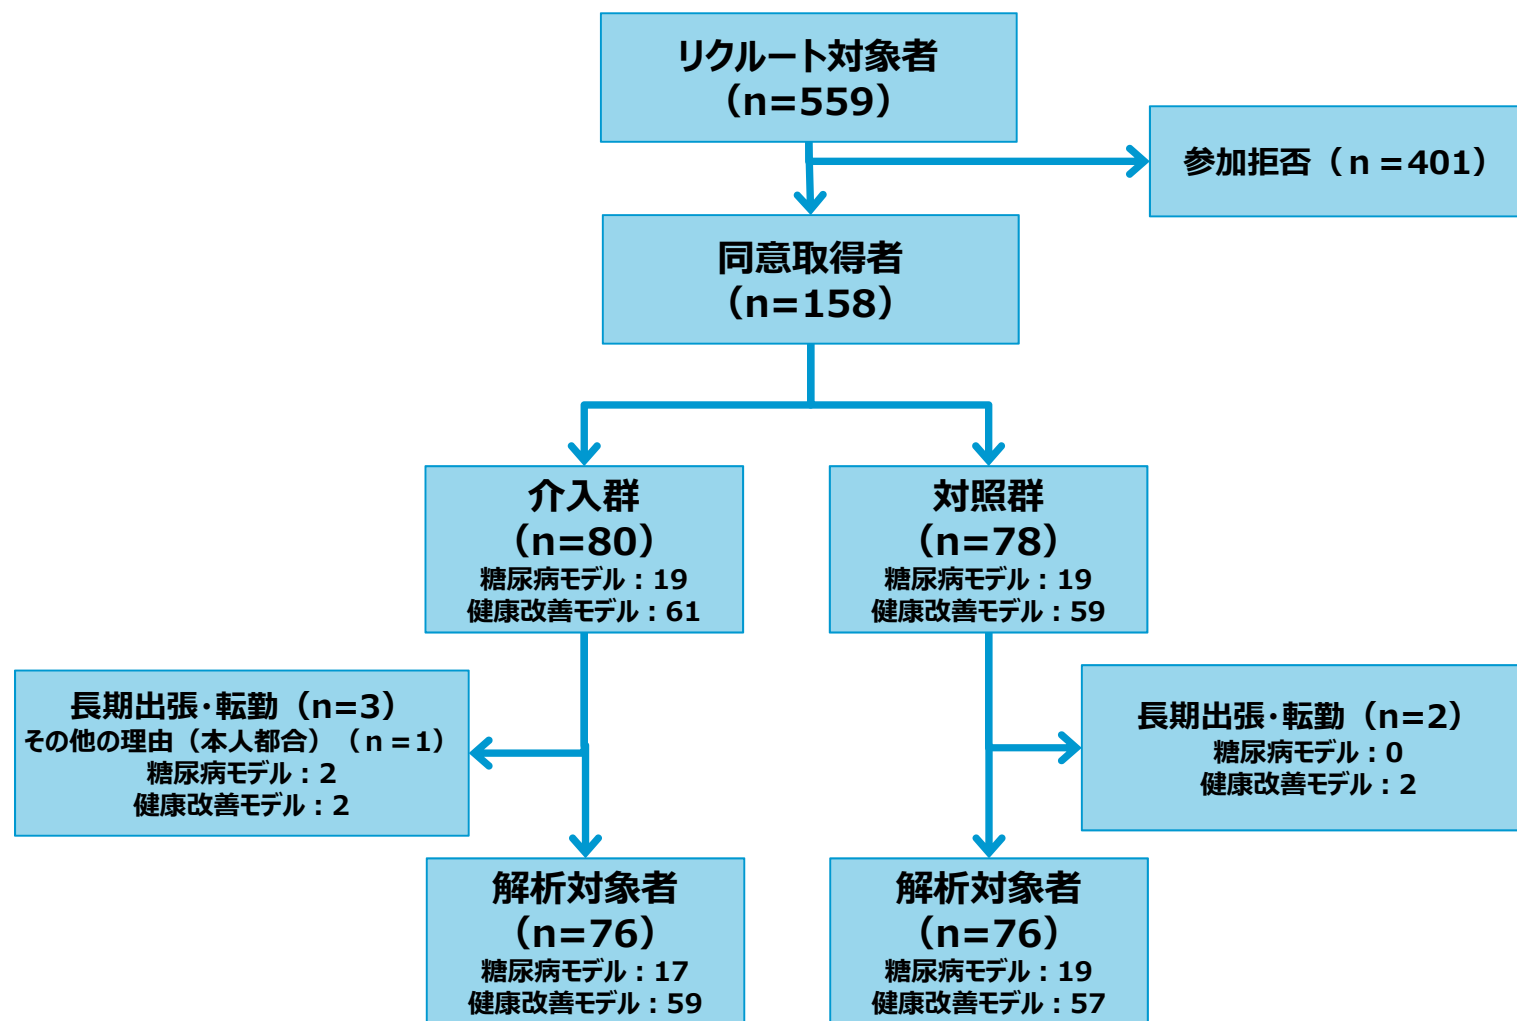 リクルート対象者
（n=559）
参加拒否（ｎ＝401）
同意取得者
（n=158）
介入群
（n=80）
糖尿病モデル：19
健康改善モデル：61
対照群
（n=78）
糖尿病モデル：19
健康改善モデル：59
長期出張・転勤（n=3）
その他の理由（本人都合）（ｎ＝1）
糖尿病モデル：2
健康改善モデル：2
長期出張・転勤（n=2）
糖尿病モデル：0
健康改善モデル：2
解析対象者
（n=76）
糖尿病モデル：17
健康改善モデル：59
解析対象者
（n=76）
糖尿病モデル：19
健康改善モデル：57